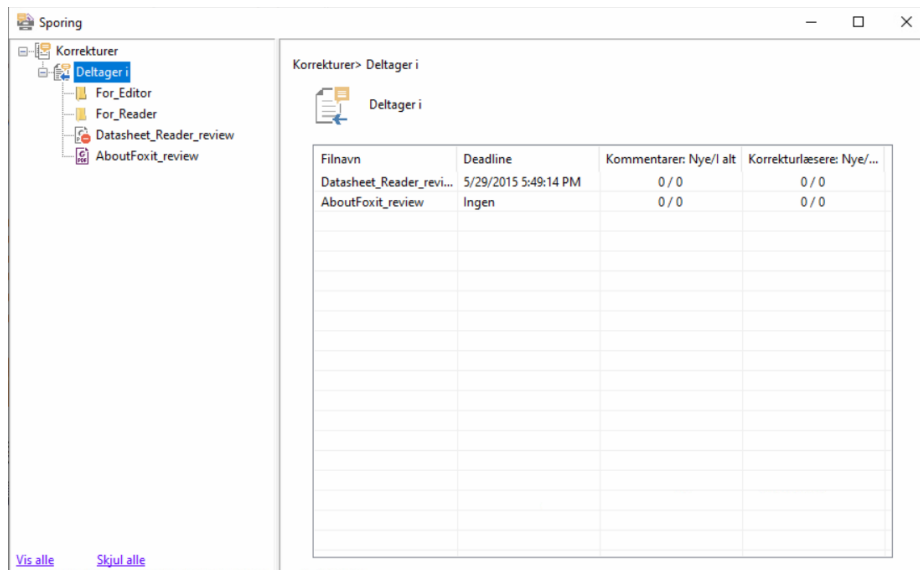 Sporing
Korrekturer
Deltager i
For_Editor
For_Reader
Datasheet_Reader_review
AboutFoxit_review
Vis alle Skjul alle
Korrekturer> Deltager i
Deltager i
Filnavn Deadline Kommentarer: Nye/I alt Korrekturlæsere: Nye/...
Datasheet_Reader_revi... 5/29/2015 5:49:14 PM 0 / 0 0 / 0
AboutFoxit_review Ingen 0 / 0 0 / 0